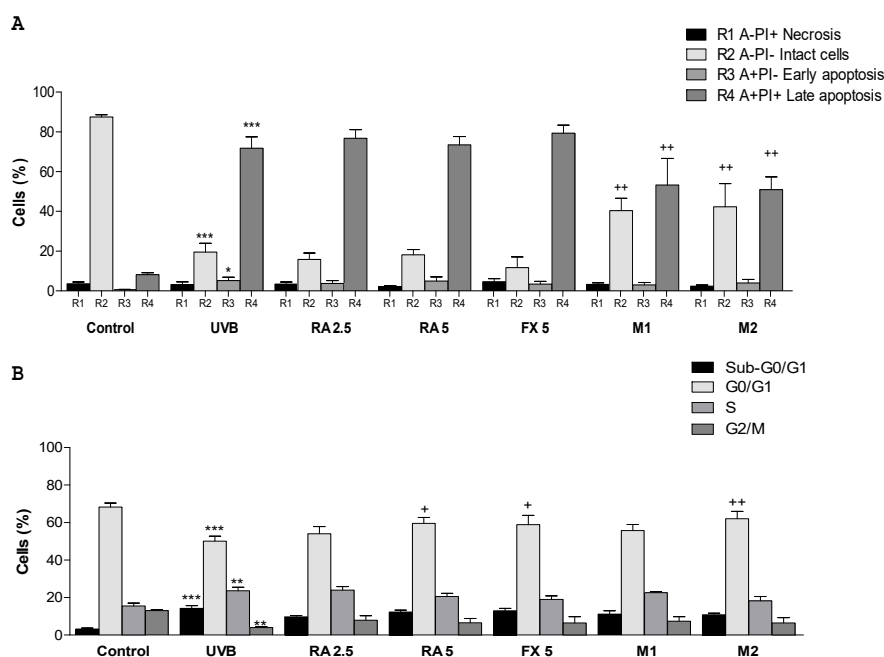 A
R1 A-PI+ Necrosis
R2 A-PI- Intact cells
R3 A+PI- Early apoptosis
R4 A+PI+ Late apoptosis
Cells (%)
100
80
60
40
20
0
***
*
***
++
++
++
++
R1 R2 R3 R4 R1 R2 R3 R4 R1 R2 R3 R4 R1 R2 R3 R4 R1 R2 R3 R4 R1 R2 R3 R4 R1 R2 R3 R4
Control UVB RA 2.5 RA 5 FX 5 M1 M2
B
Sub-G0/G1
G0/G1
S
G2/M
Cells (%)
100
80
60
40
20
0
***
***
**
**
+
+
++
Control UVB RA 2.5 RA 5 FX 5 M1 M2